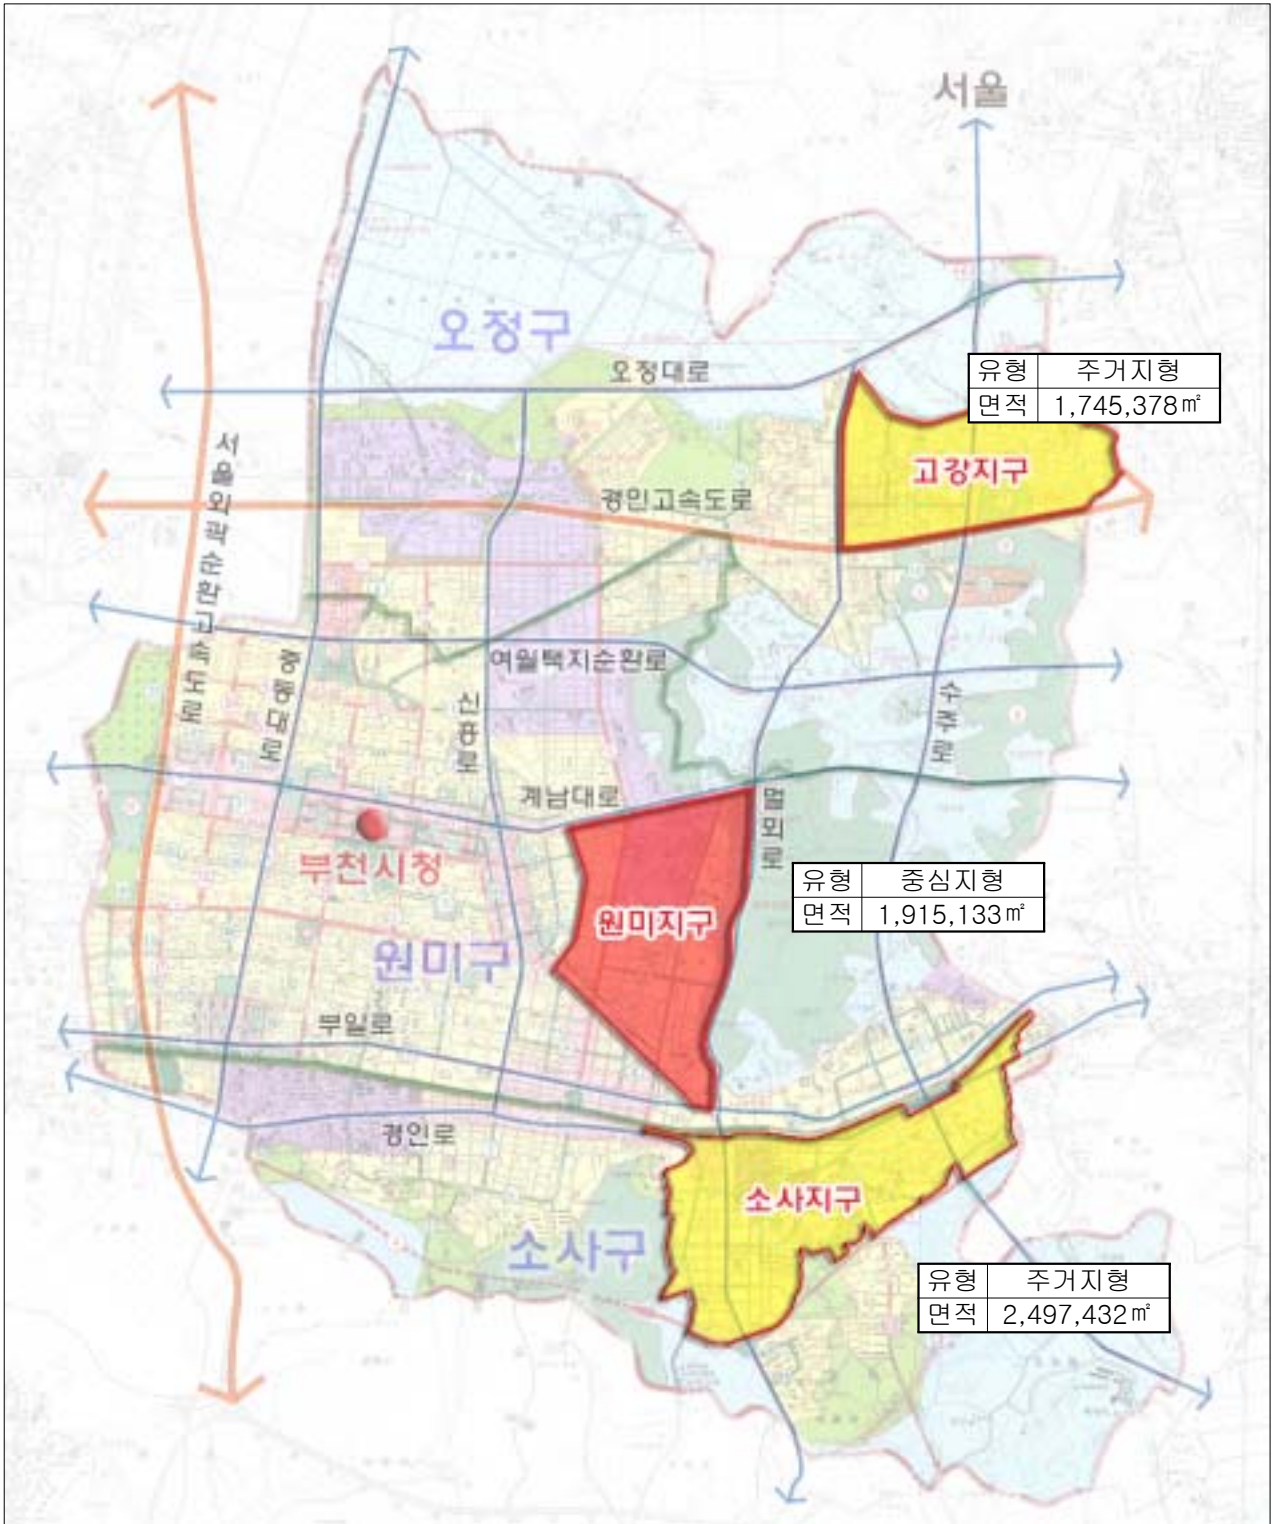 서울
오정구
오정대로
유형 주거지형
면적 1,745,378㎡
고강지구
경인고속도로
서울외곽순환고속도로
여월택지순환로
중동대로
신흥로
수주로
계남대로
멀뫼로
부천시청
유형 중심지형
면적 1,915,133㎡
원미지구
원미구
부일로
경인로
소사지구
소사구
유형 주거지형
면적 2,497,432㎡